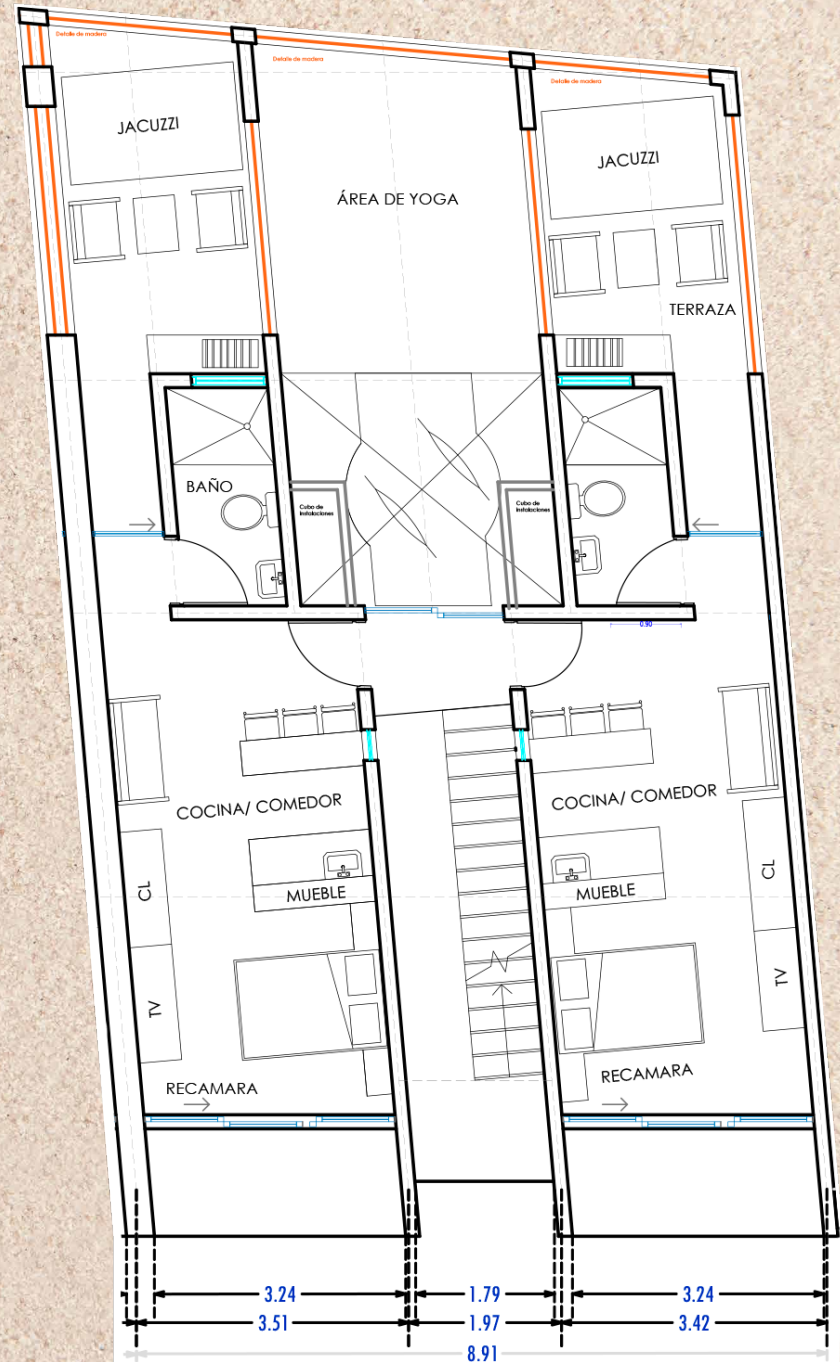 Detalle de madera
Detalle de madera
Detalle de madera
JACUZZI
JACUZZI
ÁREA DE YOGA
TERRAZA
BAÑO
Cubo de
instalaciones
Cubo de
instalaciones
0.90
COCINA/ COMEDOR
COCINA/ COMEDOR
CL
MUEBLE
MUEBLE
CL
TV
TV
RECAMARA
RECAMARA
3.24
1.79
3.24
3.51
1.97
3.42
8.91